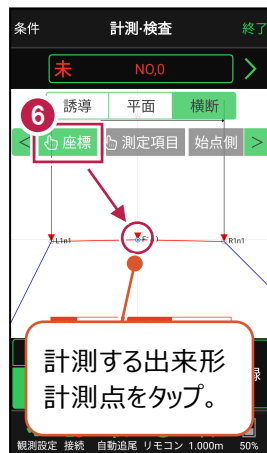 条件 計測·検査 終了
未 NO,0
誘導 平面 横断
6
< 座標 測定項目 始点側 >
L1n1 R1n1
計測する出来形
計測点をタップ。
録
観測設定 接続 自動追尾 リモコン 1.000m 50%